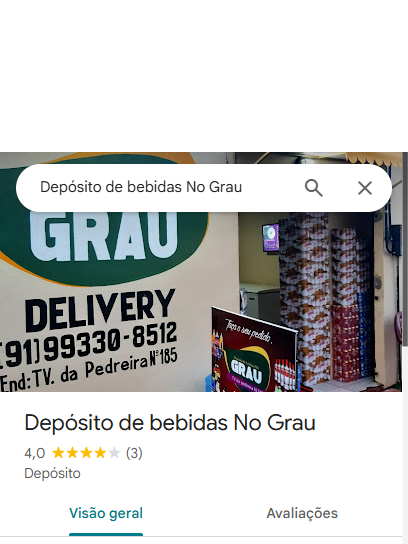 Depósito de bebidas No Grau
GRAU
DELIVERY
(91)99330-8512
End: TV. da Pedreira Nº185
Faça o seu pedido
GRAU
Depósito de bebidas No Grau
4,0 (3)
Depósito
Visão geral
Avaliações